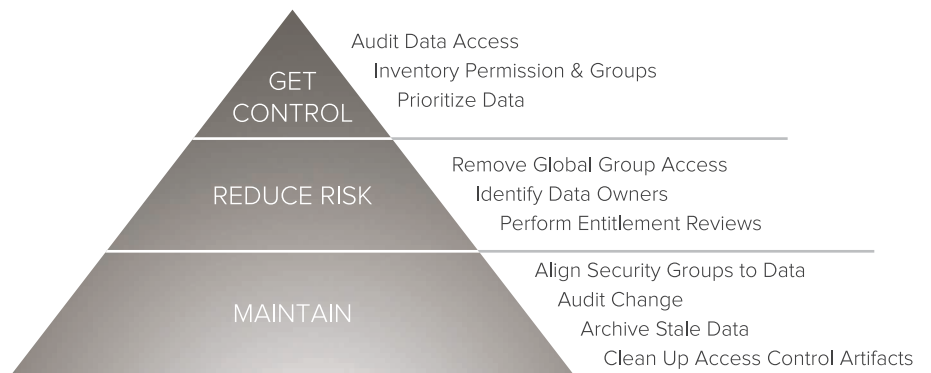 GET
CONTROL
Audit Data Access
Inventory Permission & Groups
Prioritize Data
REDUCE RISK
Remove Global Group Access
Identify Data Owners
Perform Entitlement Reviews
MAINTAIN
Align Security Groups to Data
Audit Change
Archive Stale Data
Clean Up Access Control Artifacts